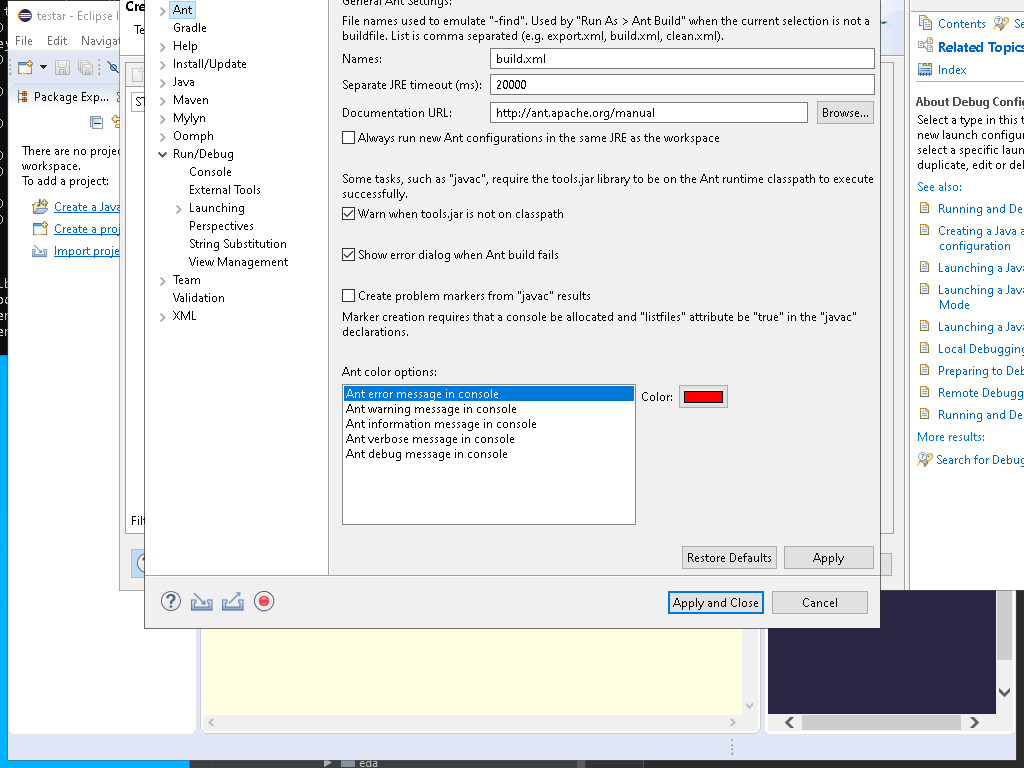 testar - Eclipse I
File Edit Navigat
Package Exp...
There are no projec
workspace.
To add a project:
Create a Java
Create a proj
Import proje
Cre
Ant
Gradle
Help
Install/Update
Java
Maven
Mylyn
Oomph
Run/Debug
Console
External Tools
Launching
Perspectives
String Substitution
View Management
Team
Validation
XML
General Ant Settings:
File names used to emulate "-find". Used by "Run As > Ant Build" when the current selection is not a
buildfile. List is comma separated (e.g. export.xml, build.xml, clean.xml).
Names: build.xml
Separate JRE timeout (ms): 20000
Documentation URL: http://ant.apache.org/manual Browse...
Always run new Ant configurations in the same JRE as the workspace
Some tasks, such as "javac", require the tools.jar library to be on the Ant runtime classpath to execute
successfully.
Warn when tools.jar is not on classpath
Show error dialog when Ant build fails
Create problem markers from "javac" results
Marker creation requires that a console be allocated and "listfiles" attribute be "true" in the "javac"
declarations.
Ant color options:
Ant error message in console
Ant warning message in console
Ant information message in console
Ant verbose message in console
Ant debug message in console
Color:
Restore Defaults Apply
Apply and Close Cancel
Filt
Contents Se
Related Topics
Index
About Debug Config
Select a type in this t
new launch configur
select a specific laun
duplicate, edit or del
See also:
Running and De
Creating a Java a
configuration
Launching a Java
Launching a Java
Mode
Launching a Java
Local Debugging
Preparing to Deb
Remote Debugg
Running and De
More results:
Search for Debug
eda